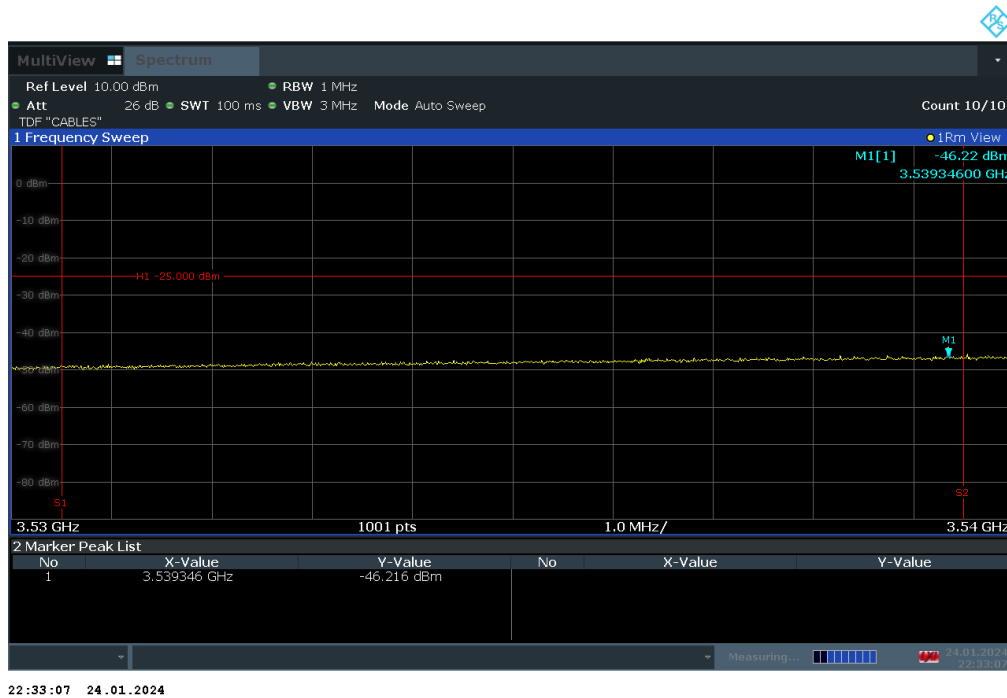 R&S
MultiView Spectrum
Ref Level 10.00 dBm RBW 1 MHz
Att 26 dB SWT 100 ms VBW 3 MHz Mode Auto Sweep Count 10/10
TDF "CABLES"
1 Frequency Sweep 1Rm View
M1[1] -46.22 dBm
3.53934600 GHz
0 dBm
-10 dBm
-20 dBm
H1 -25.000 dBm
-30 dBm
-40 dBm
M1
-50 dBm
-60 dBm
-70 dBm
-80 dBm
S1 S2
3.53 GHz 1001 pts 1.0 MHz/ 3.54 GHz
2 Marker Peak List
No X-Value Y-Value No X-Value Y-Value
1 3.539346 GHz -46.216 dBm
Measuring... 24.01.2024
22:33:07
22:33:07 24.01.2024